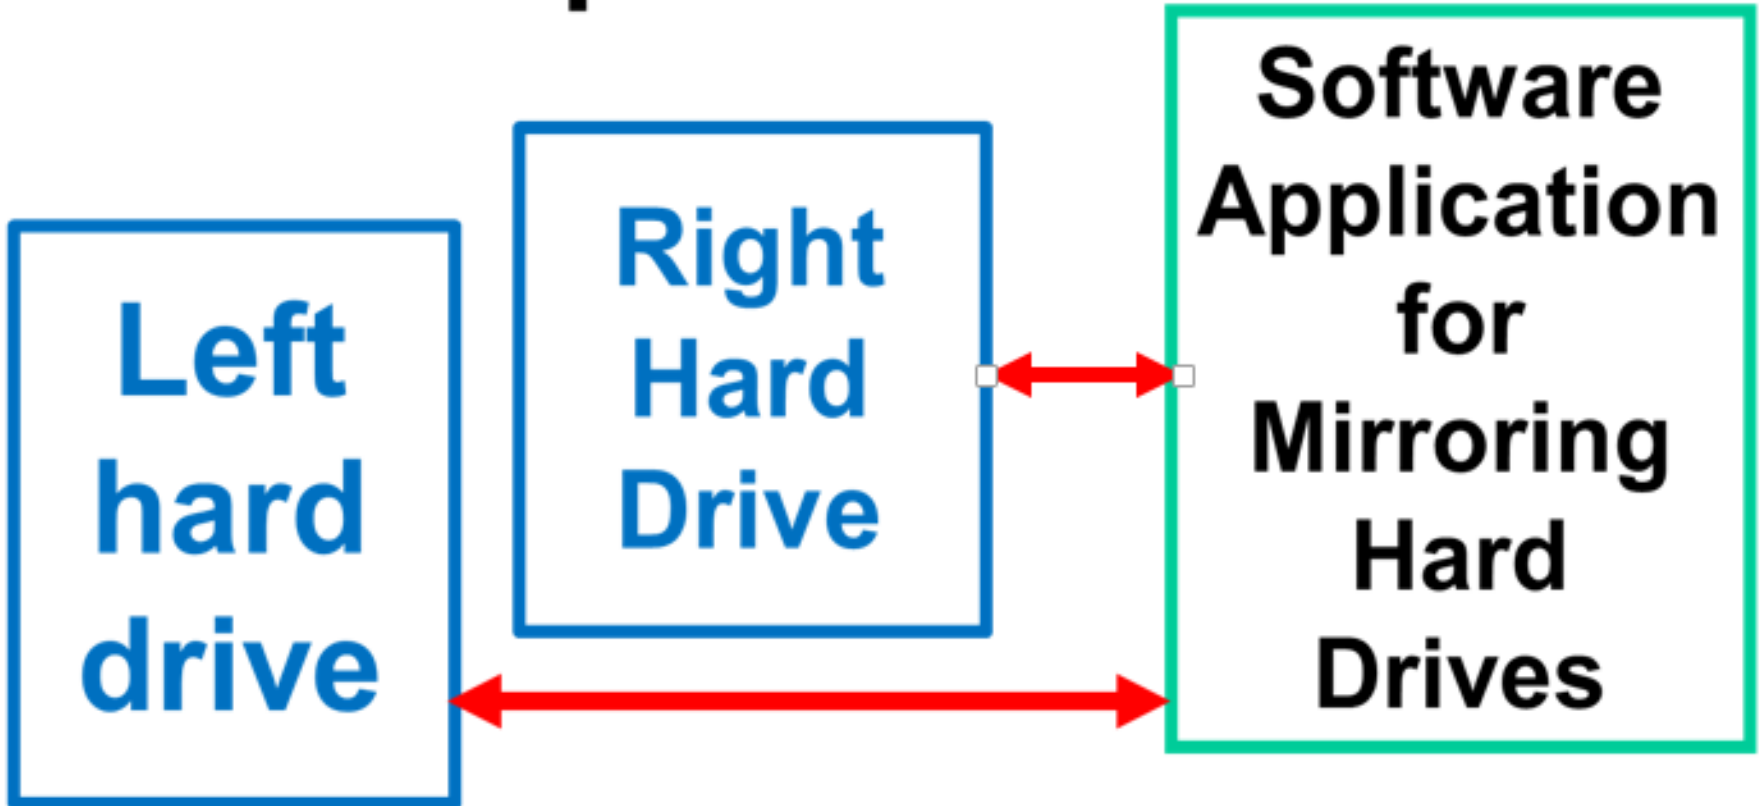 Left
hard
drive
Right
Hard
Drive
Software
Application
for
Mirroring
Hard
Drives